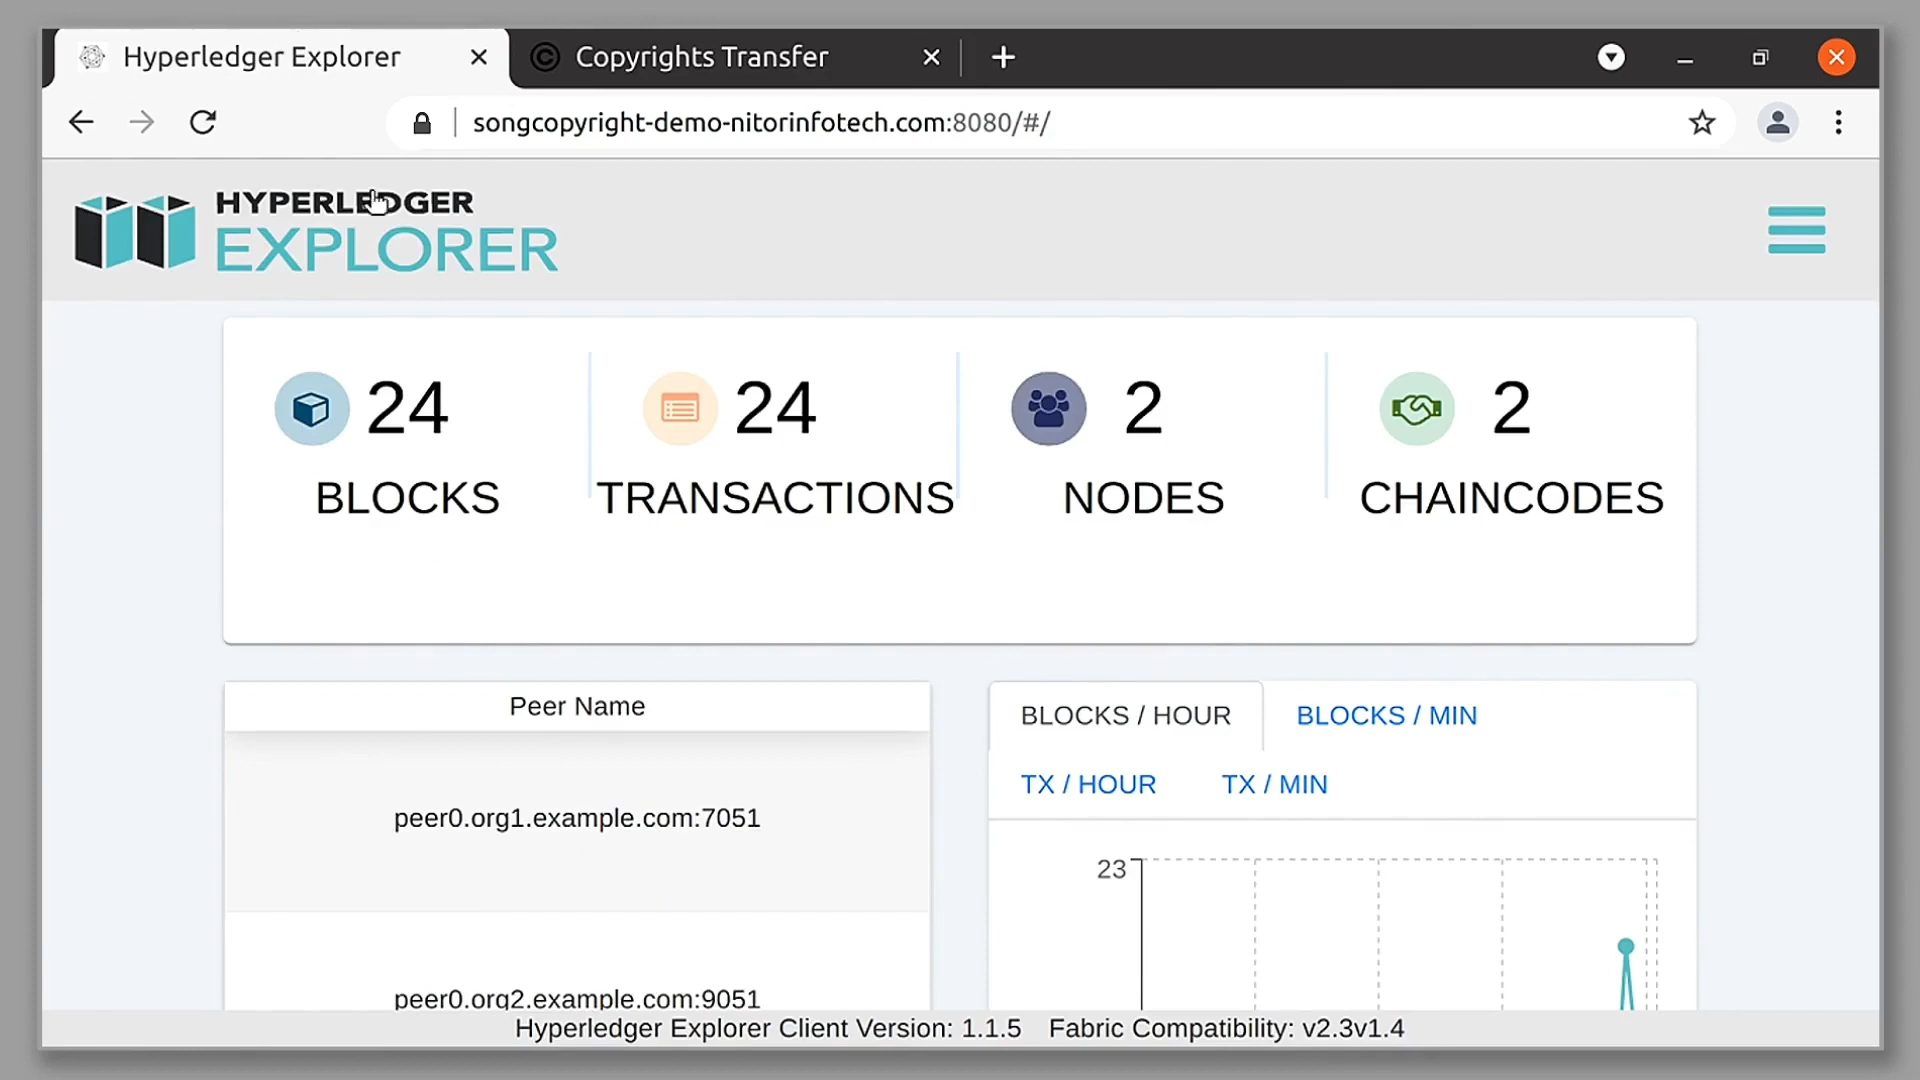 Hyperledger Explorer
Copyrights Transfer
songcopyright-demo-nitorinfotech.com:8080/#/
HYPERLEDGER
EXPLORER
24
BLOCKS
24
TRANSACTIONS
2
NODES
2
CHAINCODES
Peer Name
peer0.org1.example.com:7051
peer0.org2.example.com:9051
BLOCKS / HOUR
BLOCKS / MIN
TX / HOUR
TX / MIN
23
Hyperledger Explorer Client Version: 1.1.5 Fabric Compatibility: v2.3v1.4